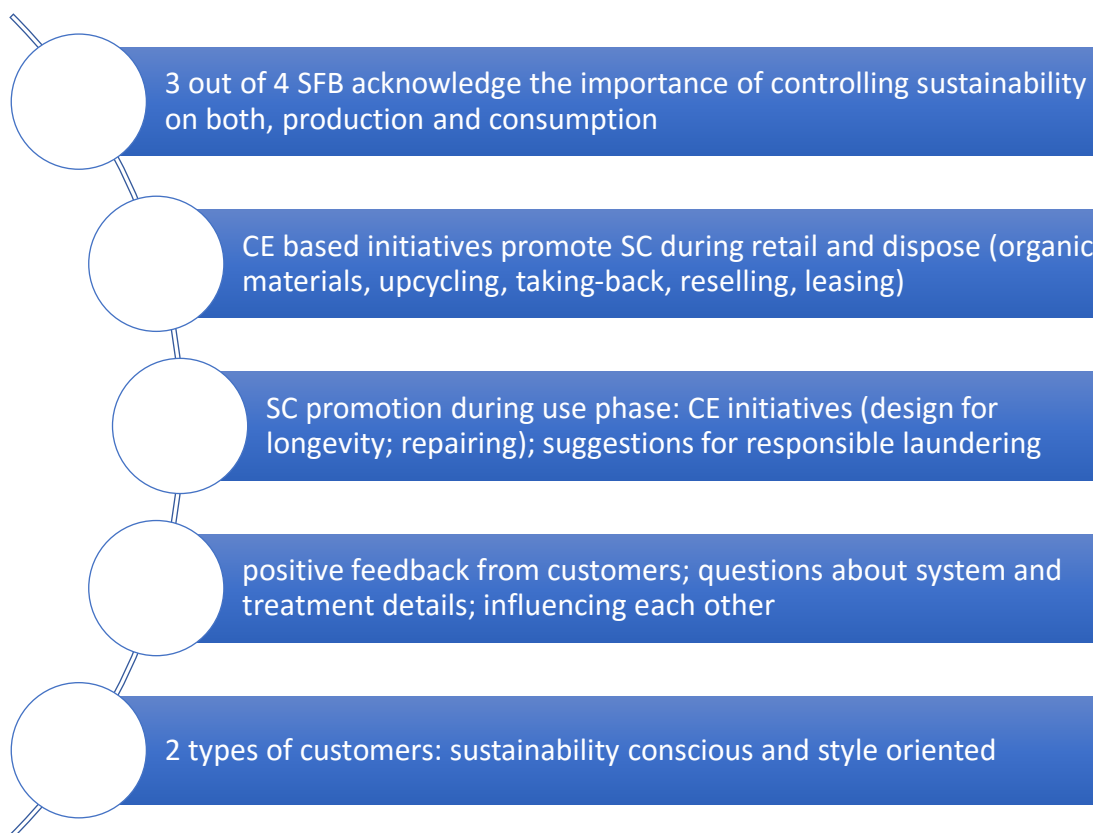 3 out of 4 SFB acknowledge the importance of controlling sustainability
on both, production and consumption
CE based initiatives promote SC during retail and dispose (organic
materials, upcycling, taking-back, reselling, leasing)
SC promotion during use phase: CE initiatives (design for
longevity; repairing); suggestions for responsible laundering
positive feedback from customers; questions about system and
treatment details; influencing each other
2 types of customers: sustainability conscious and style oriented